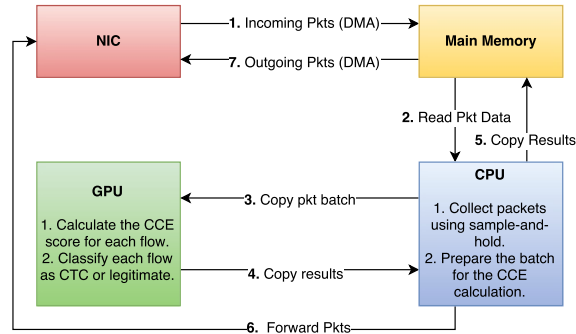 NIC
1. Incoming Pkts (DMA)
Main Memory
7. Outgoing Pkts (DMA)
2. Read Pkt Data
5. Copy Results
GPU
1. Calculate the CCE
score for each flow.
2. Classify each flow
as CTC or legitimate.
3. Copy pkt batch
4. Copy results
CPU
1. Collect packets
using sample-and-
hold.
2. Prepare the batch
for the CCE
calculation.
6. Forward Pkts